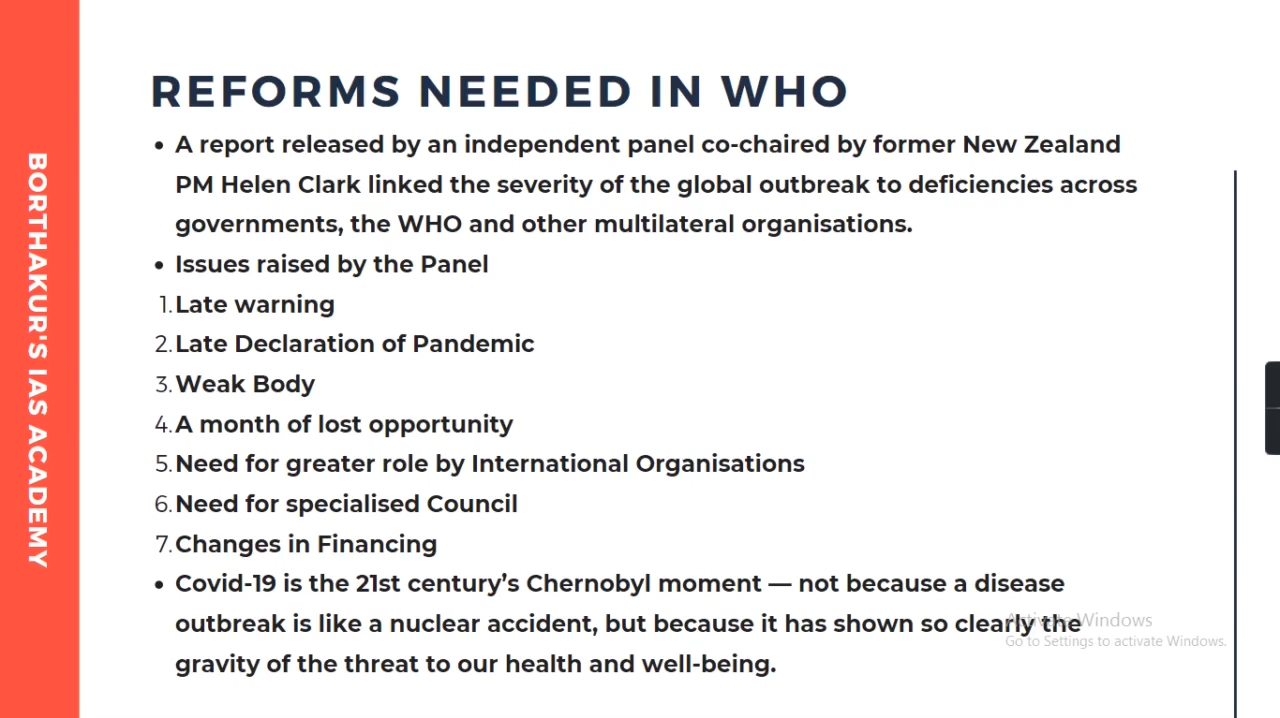 BORTHAKUR'S IAS ACADEMY
REFORMS NEEDED IN WHO
• A report released by an independent panel co-chaired by former New Zealand
PM Helen Clark linked the severity of the global outbreak to deficiencies across
governments, the WHO and other multilateral organisations.
• Issues raised by the Panel
1. Late warning
2. Late Declaration of Pandemic
3. Weak Body
4. A month of lost opportunity
5. Need for greater role by International Organisations
6. Need for specialised Council
7. Changes in Financing
• Covid-19 is the 21st century’s Chernobyl moment — not because a disease
outbreak is like a nuclear accident, but because it has shown so clearly the
gravity of the threat to our health and well-being.
Activate Windows
Go to Settings to activate Windows.